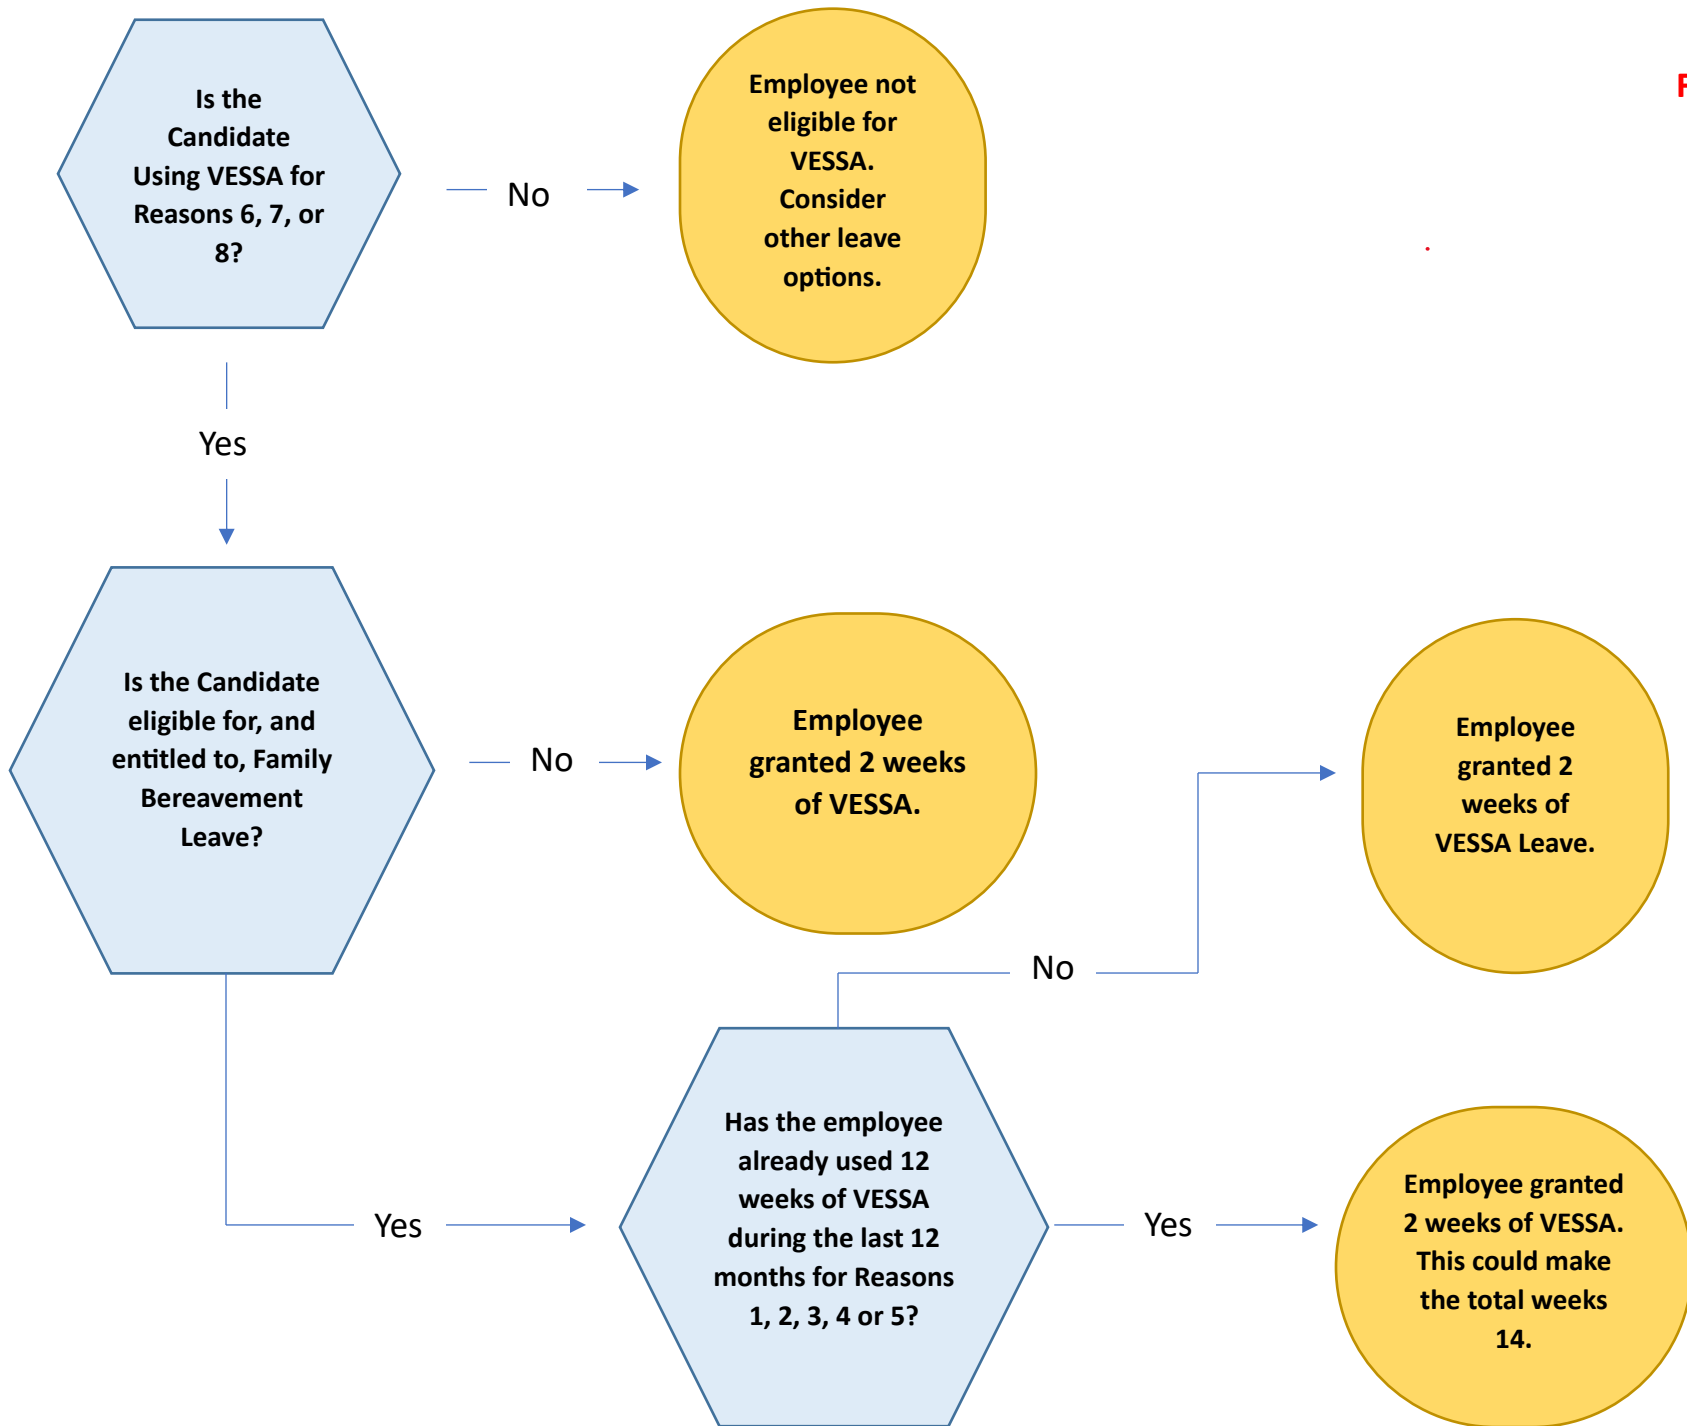 Is the
Candidate
Using VESSA for
Reasons 6, 7, or
8?
No
Employee not
eligible for
VESSA.
Consider
other leave
options.
F
Yes
Is the Candidate
eligible for, and
entitled to, Family
Bereavement
Leave?
No
Employee
granted 2 weeks
of VESSA.
Employee
granted 2
weeks of
VESSA Leave.
No
Yes
Has the employee
already used 12
weeks of VESSA
during the last 12
months for Reasons
1, 2, 3, 4 or 5?
Yes
Employee granted
2 weeks of VESSA.
This could make
the total weeks
14.